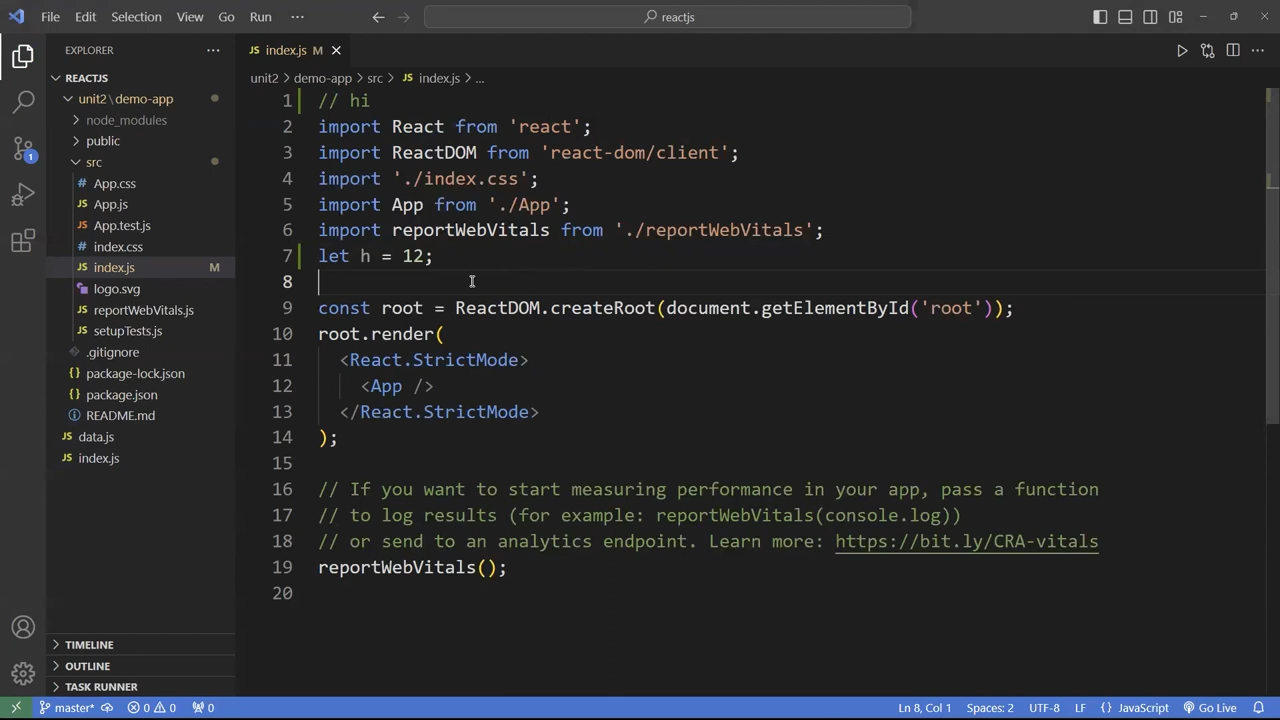 File Edit Selection View Go Run ··· reactjs
EXPLORER ···
REACTJS
unit2 \ demo-app
node_modules
public
src
App.css
App.js
App.test.js
index.css
index.js M
logo.svg
reportWebVitals.js
setupTests.js
.gitignore
package-lock.json
package.json
README.md
data.js
index.js
TIMELINE
OUTLINE
TASK RUNNER
1
JS index.js M
unit2 > demo-app > src > JS index.js > ...
1 // hi
2 import React from 'react';
3 import ReactDOM from 'react-dom/client';
4 import './index.css';
5 import App from './App';
6 import reportWebVitals from './reportWebVitals';
7 let h = 12;
8
9 const root = ReactDOM.createRoot(document.getElementById('root'));
10 root.render(
11 <React.StrictMode>
12 <App />
13 </React.StrictMode>
14 );
15
16 // If you want to start measuring performance in your app, pass a function
17 // to log results (for example: reportWebVitals(console.log))
18 // or send to an analytics endpoint. Learn more: https://bit.ly/CRA-vitals
19 reportWebVitals();
20
master* 0 0 0 Ln 8, Col 1 Spaces: 2 UTF-8 LF {} JavaScript Go Live